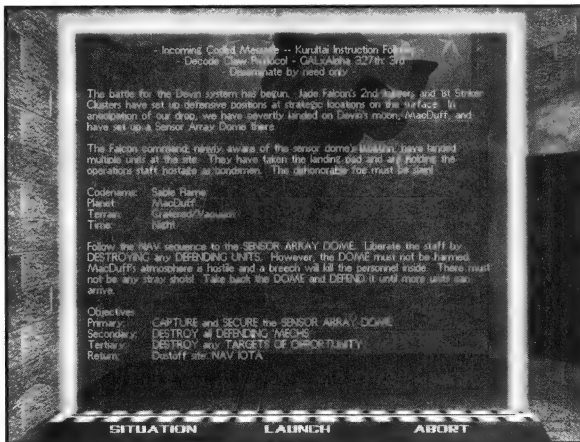 Incoming Coded Message -- Kurultai Instruction Follows
Decode Claw Protocol - GALxAlpha 327th 3rd
Disseminate by need only
The battle for the Devin system has begun. Jade Falcon's 2nd and 1st Striker
Clusters have set up defensive positions at strategic locations on the surface. In
anticipation of our drop, we have landed on Devin's moon, MacDuff, and
have set up a Sensor Array Dome there.
The Falcon command, newly aware of the sensor dome's location, have landed
multiple units at the site. They have taken the landing pad and are holding the
operations staff hostage as bondsmen. The dishonorable foe must be slain!
Codename: Sable Flame
Planet: MacDuff
Terrain: Cratered/Vacuum
Time: Night
Follow the NAV sequence to the SENSOR ARRAY DOME. Liberate the staff by
DESTROYING any DEFENDING UNITS. However, the DOME must not be harmed.
MacDuff's atmosphere is hostile and a breech will kill the personnel inside. There must
not be any stray shots! Take back the DOME and DEFEND it until more units can
arrive.
Objectives
Primary: CAPTURE and SECURE the SENSOR ARRAY DOME
Secondary: DESTROY all DEFENDING MECHS
Tertiary: DESTROY any TARGETS OF OPPORTUNITY
Return: Dustoff site: NAV IOTA
SITUATION LAUNCH ABORT